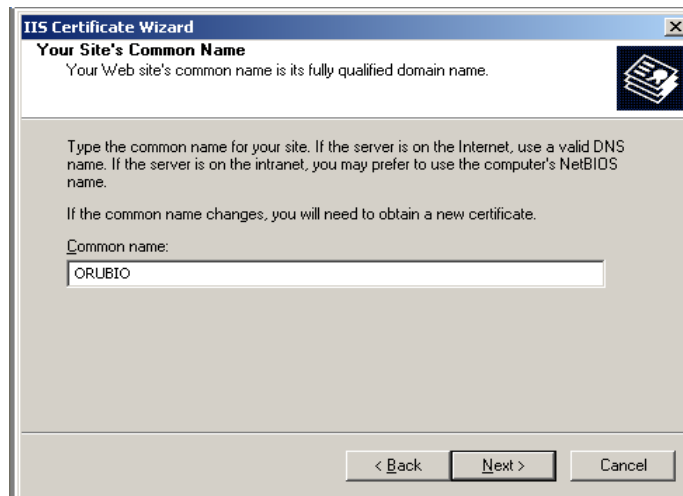 IIS Certificate Wizard
Your Site's Common Name
Your Web site's common name is its fully qualified domain name.
Type the common name for your site. If the server is on the Internet, use a valid DNS
name. If the server is on the intranet, you may prefer to use the computer's NetBIOS
name.
If the common name changes, you will need to obtain a new certificate.
Common name:
ORUBIO
< Back Next > Cancel